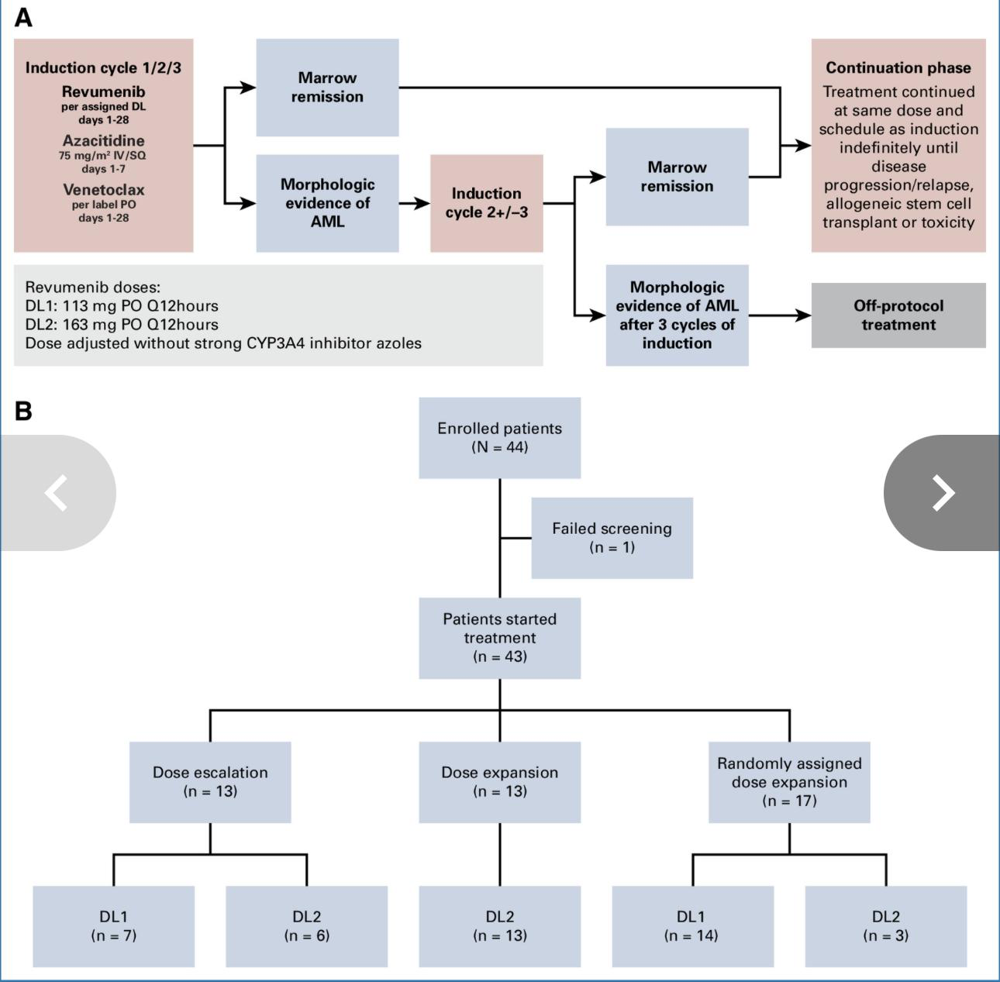 A
Induction cycle 1/2/3
Revumenib
per assigned DL
days 1-28
Azacitidine
75 mg/m² IV/SQ
days 1-7
Venetoclax
per label PO
days 1-28
Marrow
remission
Morphologic
evidence of
AML
Induction
cycle 2+/–3
Marrow
remission
Morphologic
evidence of AML
after 3 cycles of
induction
Continuation phase
Treatment continued
at same dose and
schedule as induction
indefinitely until
disease
progression/relapse,
allogeneic stem cell
transplant or toxicity
Off-protocol
treatment
Revumenib doses:
DL1: 113 mg PO Q12hours
DL2: 163 mg PO Q12hours
Dose adjusted without strong CYP3A4 inhibitor azoles
B
Enrolled patients
(N = 44)
Failed screening
(n = 1)
Patients started
treatment
(n = 43)
Dose escalation
(n = 13)
Dose expansion
(n = 13)
Randomly assigned
dose expansion
(n = 17)
DL1
(n = 7)
DL2
(n = 6)
DL2
(n = 13)
DL1
(n = 14)
DL2
(n = 3)